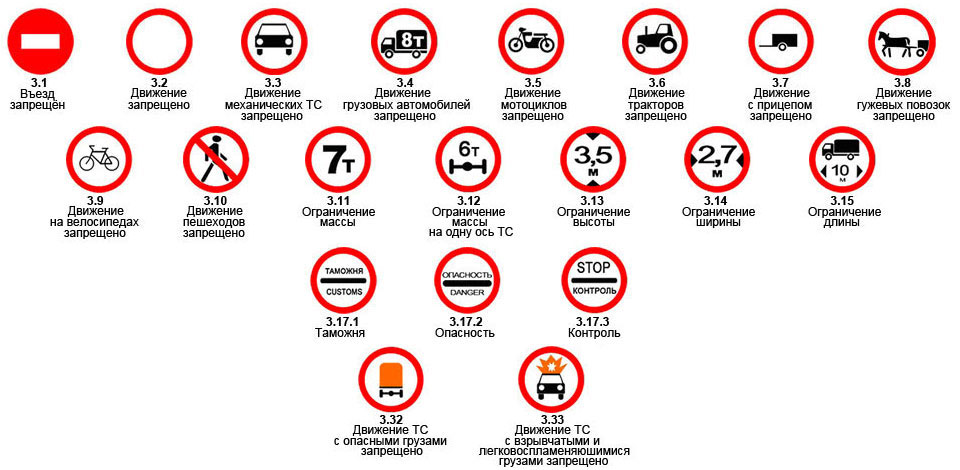 8т
3.1
Въезд
запрещён
3.2
Движение
запрещено
3.3
Движение
механических ТС
запрещено
3.4
Движение
грузовых автомобилей
запрещено
3.5
Движение
мотоциклов
запрещено
3.6
Движение
тракторов
запрещено
3.7
Движение
с прицепом
запрещено
3.8
Движение
гужевых повозок
запрещено
7т
6т
3,5
м
2,7
м
10
м
3.9
Движение
на велосипедах
запрещено
3.10
Движение
пешеходов
запрещено
3.11
Ограничение
массы
3.12
Ограничение
массы
на одну ось ТС
3.13
Ограничение
высоты
3.14
Ограничение
ширины
3.15
Ограничение
длины
ТАМОЖНЯ
CUSTOMS
ОПАСНОСТЬ
DANGER
STOP
КОНТРОЛЬ
3.17.1
Таможня
3.17.2
Опасность
3.17.3
Контроль
3.32
Движение ТС
с опасными грузами
запрещено
3.33
Движение ТС
с взрывчатыми и
легковоспламеняюшимися
грузами запрещено